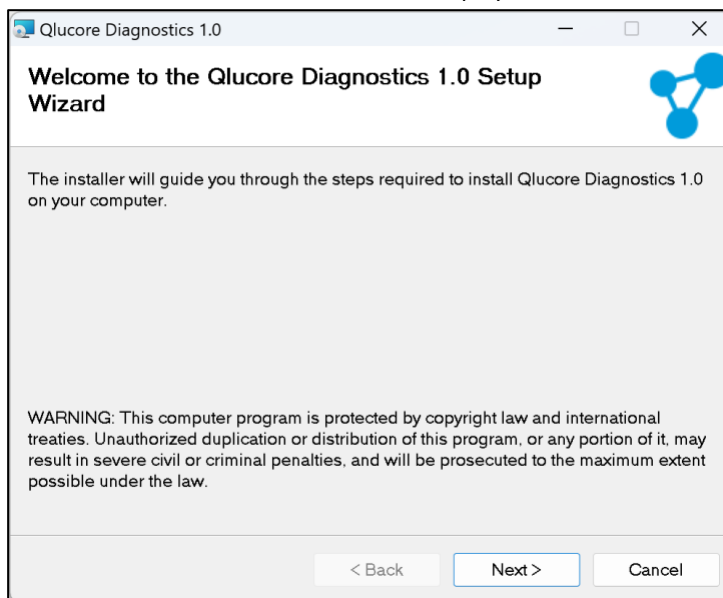 Qlucore Diagnostics 1.0
Welcome to the Qlucore Diagnostics 1.0 Setup
Wizard
The installer will guide you through the steps required to install Qlucore Diagnostics 1.0
on your computer.
WARNING: This computer program is protected by copyright law and international
treaties. Unauthorized duplication or distribution of this program, or any portion of it, may
result in severe civil or criminal penalties, and will be prosecuted to the maximum extent
possible under the law.
< Back Next > Cancel